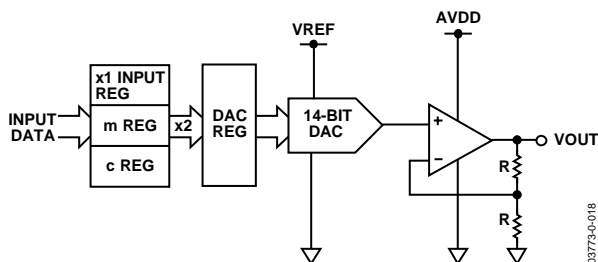 VREF
AVDD
x1 INPUT
REG
m REG
c REG
INPUT
DATA
x2
DAC
REG
14-BIT
DAC
+
–
VOUT
R
R
03773-0-018